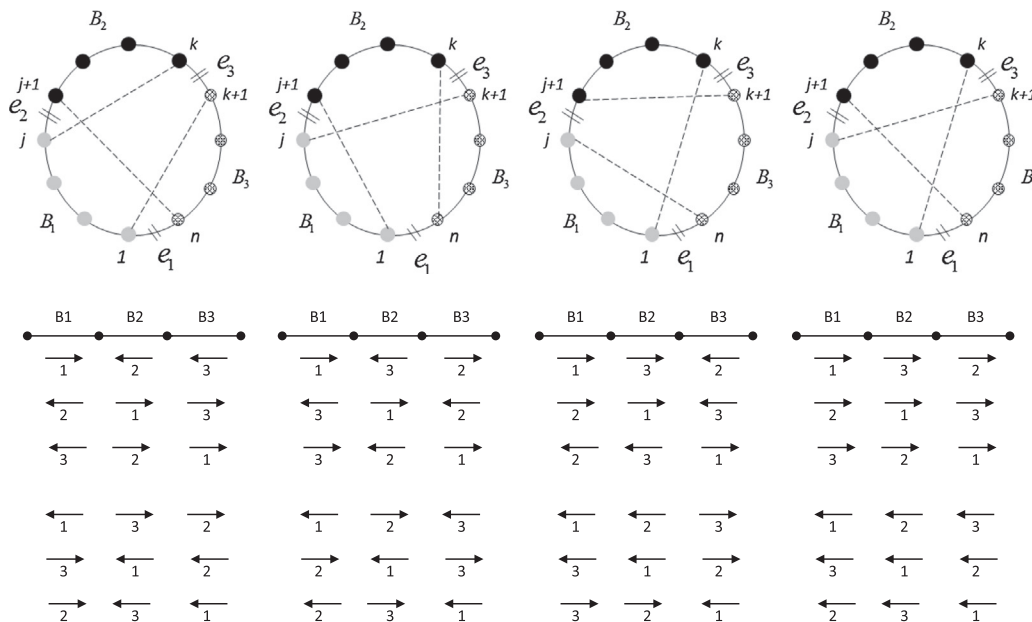 B₂ B₂ B₂ B₂
k k k k
e₃ e₃ e₃ e₃
j+1 k+1 j+1 k+1 j+1 k+1 j+1 k+1
e₂ e₂ e₂ e₂
j j j j
B₃ B₃ B₃ B
B₁ B₁ B₁ B₁
n n n n
1 e₁ 1 e₁ 1 e₁ 1 e₁
B1 B2 B3 B1 B2 B3 B1 B2 B3 B1 B2 B3
1 2 3 1 3 2 1 3 2 1 3 2
2 1 3 3 1 2 2 1 3 2 1 3
3 2 1 3 2 1 2 3 1 3 2 1
1 3 2 1 2 3 1 2 3 1 2 3
3 1 2 2 1 3 3 1 2 3 1 2
2 3 1 2 3 1 3 2 1 2 3 1